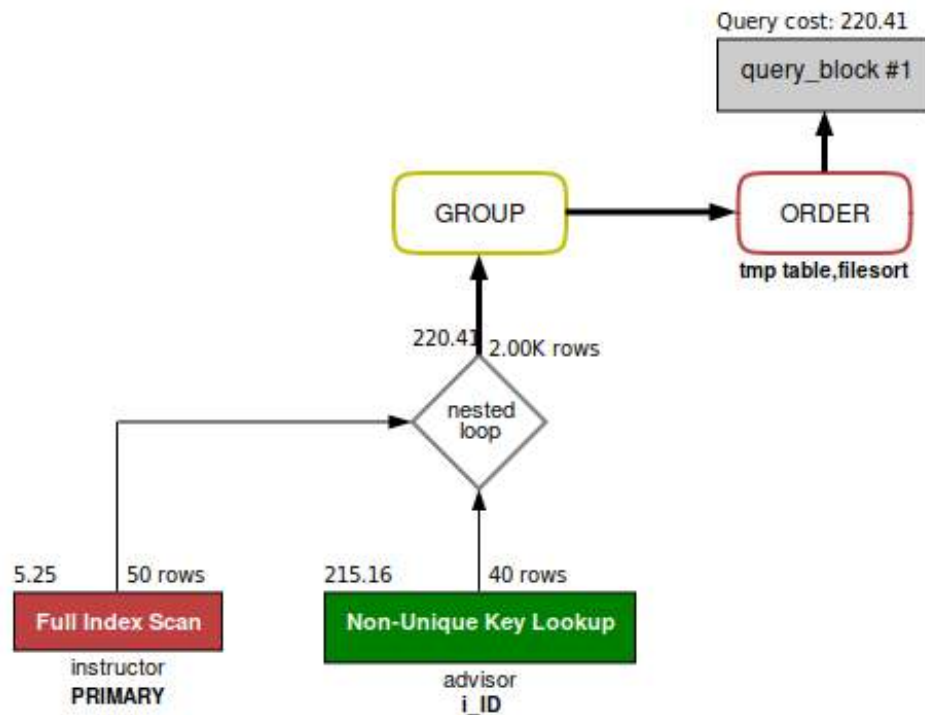 Query cost: 220.41
query_block #1
GROUP
ORDER
tmp table,filesort
220.41
2.00K rows
nested
loop
5.25
50 rows
215.16
40 rows
Full Index Scan
Non-Unique Key Lookup
instructor
PRIMARY
advisor
i_ID